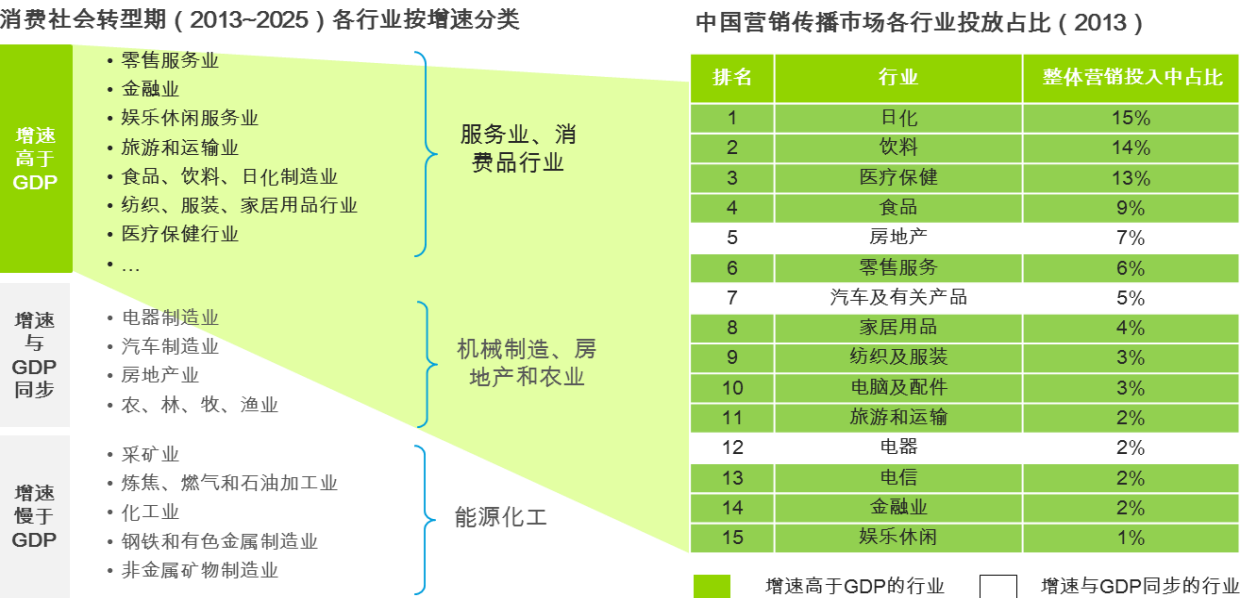 消费社会转型期（2013~2025）各行业按增速分类
增速
高于
GDP
• 零售服务业
• 金融业
• 娱乐休闲服务业
• 旅游和运输业
• 食品、饮料、日化制造业
• 纺织、服装、家居用品行业
• 医疗保健行业
• …
服务业、消
费品行业
增速
与
GDP
同步
• 电器制造业
• 汽车制造业
• 房地产业
• 农、林、牧、渔业
机械制造、房
地产和农业
增速
慢于
GDP
• 采矿业
• 炼焦、燃气和石油加工业
• 化工业
• 钢铁和有色金属制造业
• 非金属矿物制造业
能源化工
中国营销传播市场各行业投放占比（2013）
排名 行业 整体营销投入中占比
1 日化 15%
2 饮料 14%
3 医疗保健 13%
4 食品 9%
5 房地产 7%
6 零售服务 6%
7 汽车及有关产品 5%
8 家居用品 4%
9 纺织及服装 3%
10 电脑及配件 3%
11 旅游和运输 2%
12 电器 2%
13 电信 2%
14 金融业 2%
15 娱乐休闲 1%
增速高于GDP的行业 增速与GDP同步的行业